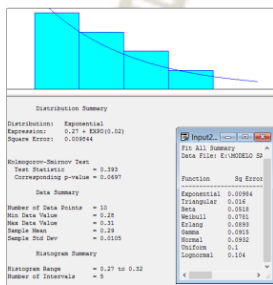 Distribution Summary
Distribution: Exponential
Expression: 0.27 + EXPO(0.02)
Square Error: 0.009844
Kolmogorov-Smirnov Test
Test Statistic = 0.393
Corresponding p-value = 0.0697
Data Summary
Number of Data Points = 10
Min Data Value = 0.28
Max Data Value = 0.31
Sample Mean = 0.29
Sample Std Dev = 0.0105
Histogram Summary
Histogram Range = 0.27 to 0.32
Number of Intervals = 5
Input2...
Fit All Summary
Data File: E:\MODELO
Function Sq Error
Exponential 0.00984
Triangular 0.016
Beta 0.0518
Weibull 0.0781
Erlang 0.0893
Gamma 0.0915
Normal 0.0932
Uniform 0.1
Lognormal 0.104